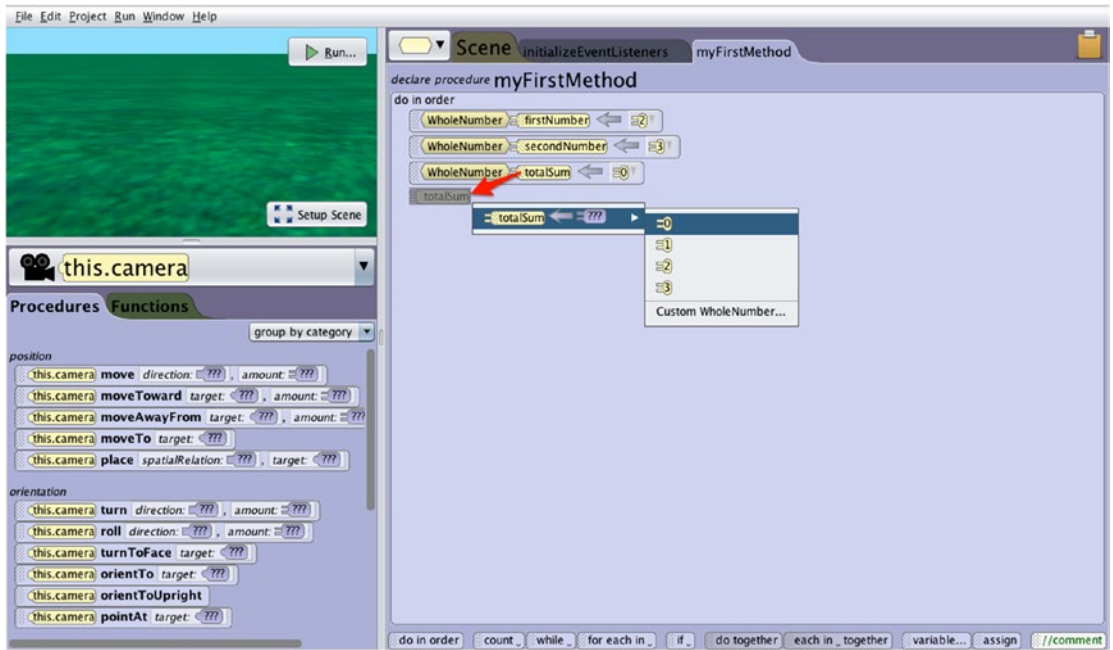 File Edit Project Run Window Help
Run...
Setup Scene
this.camera
Procedures Functions
group by category
position
this.camera move direction: ??? , amount: ???
this.camera moveToward target: ??? , amount: ???
this.camera moveAwayFrom target: ??? , amount: ???
this.camera moveTo target: ???
this.camera place spatialRelation: ??? , target: ???
orientation
this.camera turn direction: ??? , amount: ???
this.camera roll direction: ??? , amount: ???
this.camera turnToFace target: ???
this.camera orientTo target: ???
this.camera orientToUpright
this.camera pointAt target: ???
Scene initializeEventListeners myFirstMethod
declare procedure myFirstMethod
do in order
WholeNumber firstNumber 2
WholeNumber secondNumber 3
WholeNumber totalSum 0
totalSum
totalSum ???
0
1
2
3
Custom WholeNumber...
do in order count _ while _ for each in _ if _ do together each in _ together variable... assign //comment